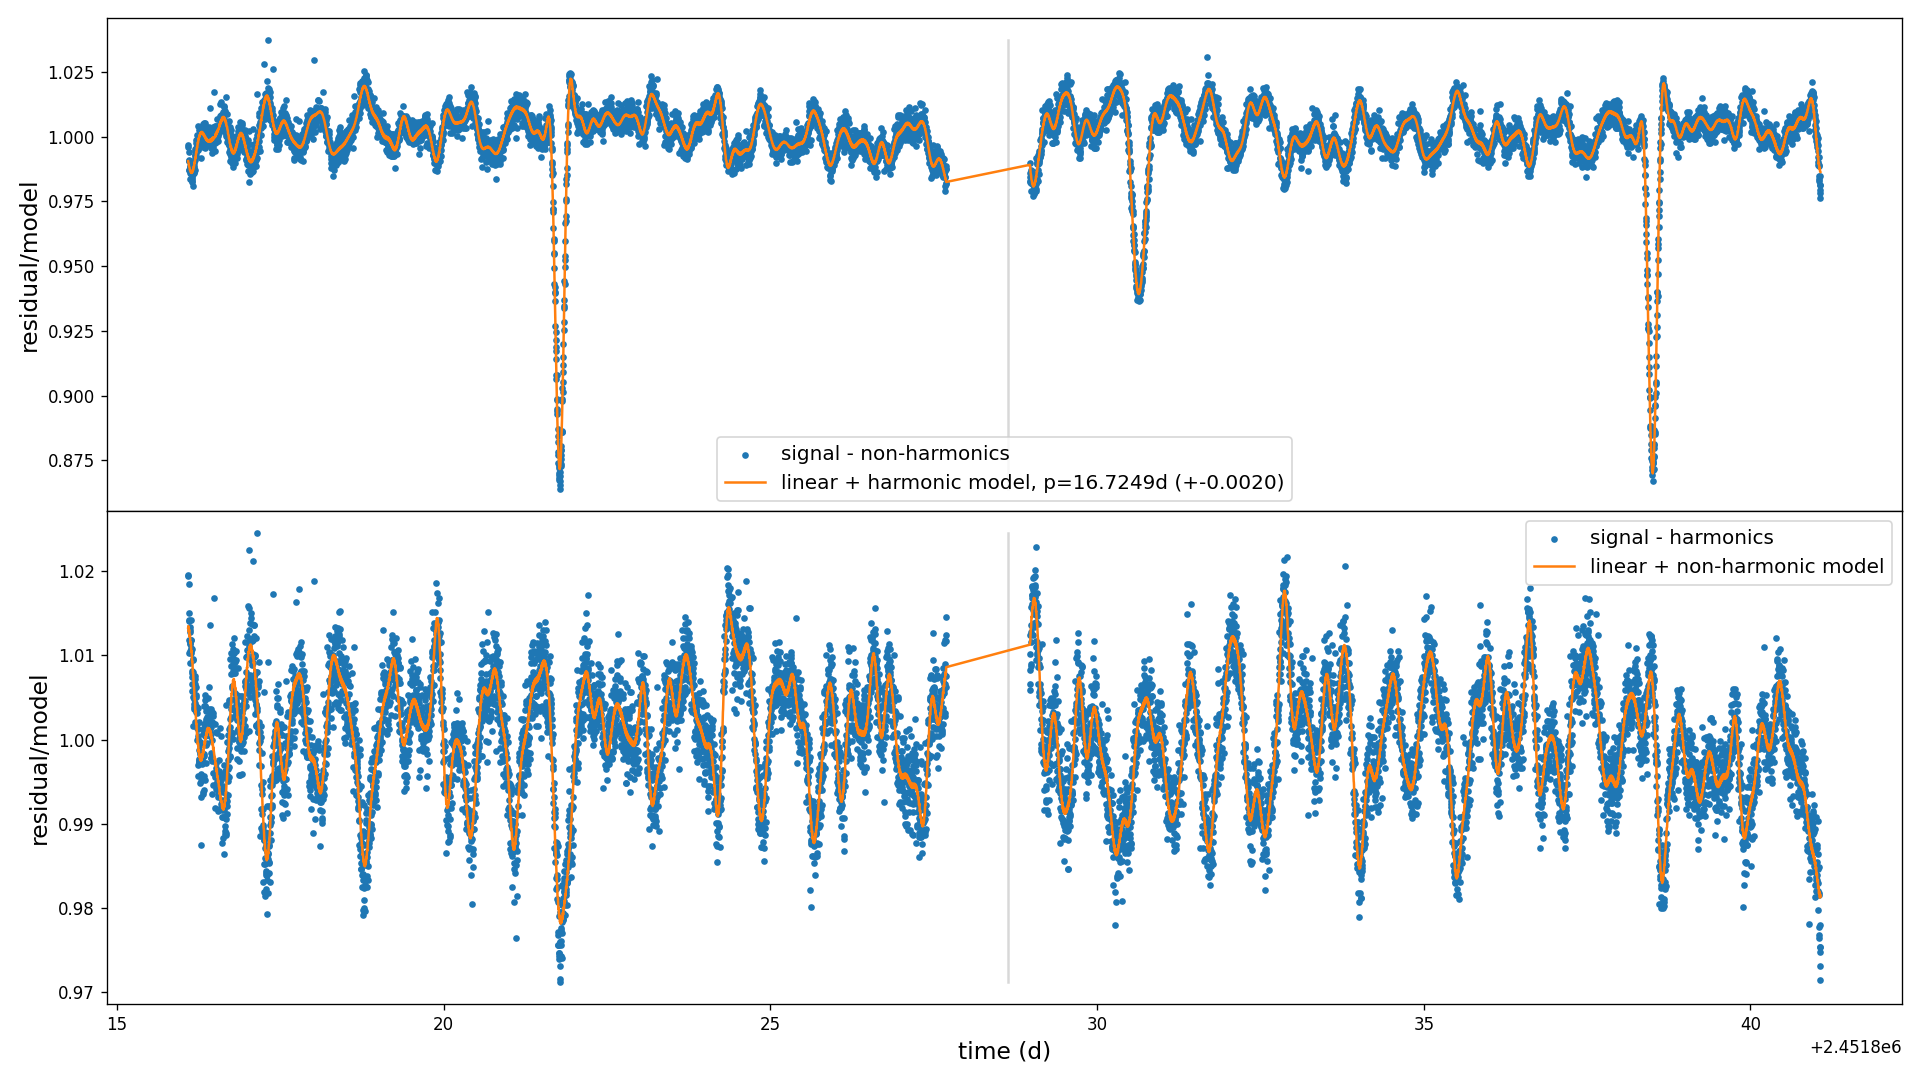 residual/model
1.025
1.000
0.975
0.950
0.925
0.900
0.875
signal - non-harmonics
linear + harmonic model, p=16.7249d (+-0.0020)
residual/model
1.02
1.01
1.00
0.99
0.98
0.97
signal - harmonics
linear + non-harmonic model
15 20 25 30 35 40
time (d)
+2.4518e6